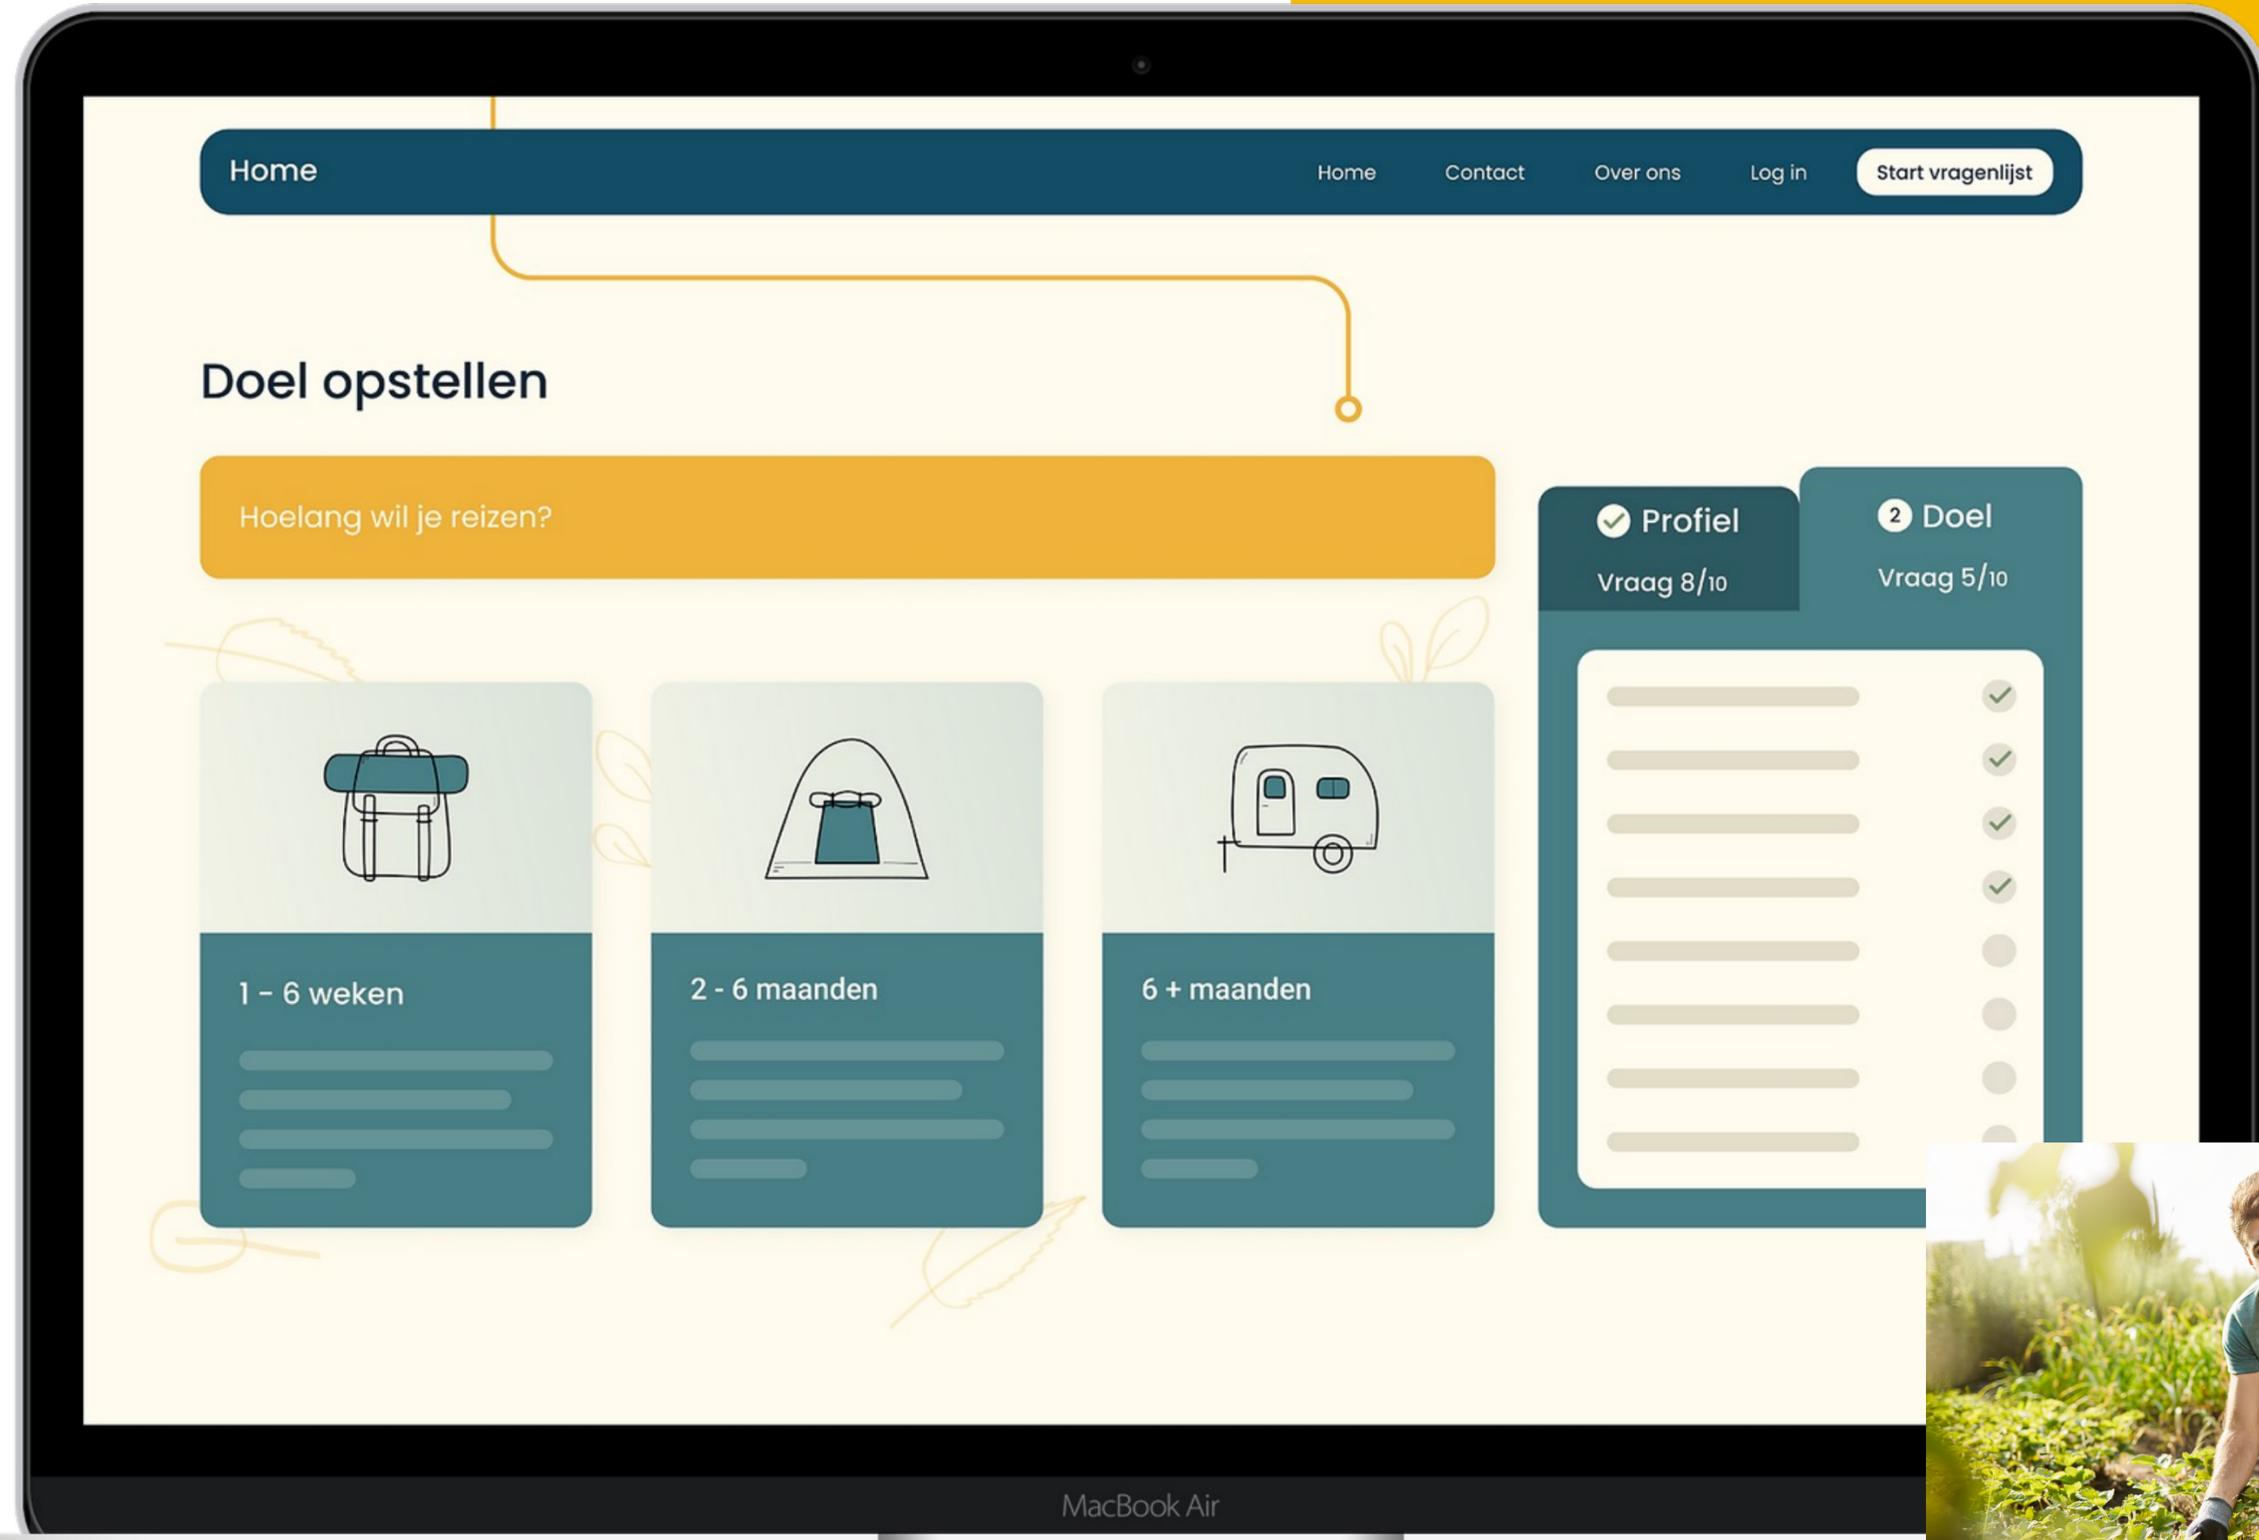 Home
Home Contact Over ons Log in Start vragenlijst
Doel opstellen
Hoelang wil je reizen?
Profiel
Vraag 8/10
2 Doel
Vraag 5/10
1 - 6 weken
2 - 6 maanden
6 + maanden
MacBook Air